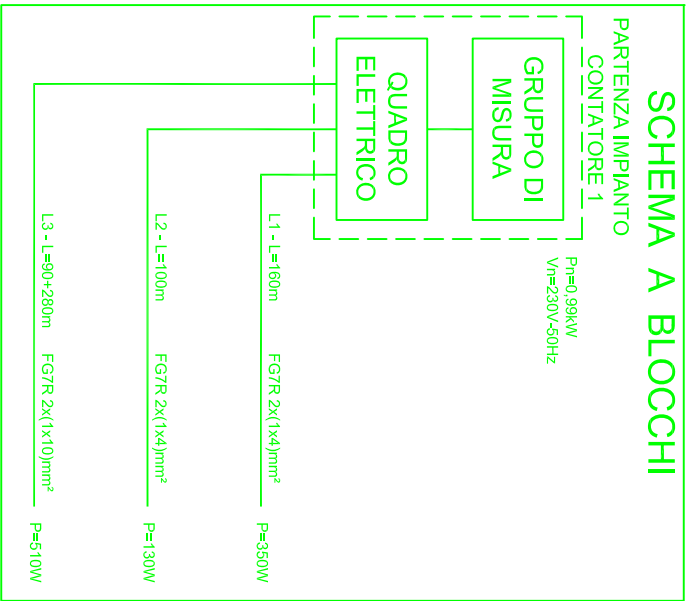 SCHEMA A BLOCCHI
PARTENZA IMPIANTO
CONTATORE 1
GRUPPO DI
MISURA
QUADRO
ELETTRICO
Pn=0,99kW
Vn=230V-50Hz
L1 - L=160m FG7R 2x(1x4)mm² P=350W
L2 - L=100m FG7R 2x(1x4)mm² P=130W
L3 - L=90+280m FG7R 2x(1x10)mm² P=510W